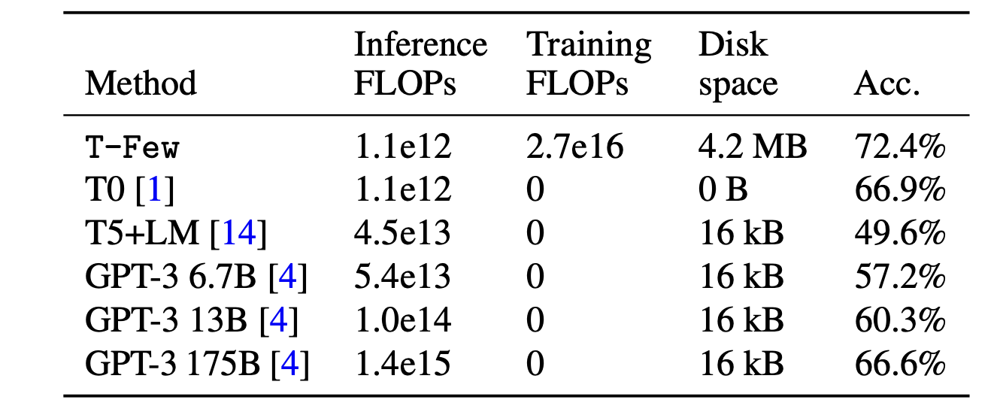 Method Inference FLOPs Training FLOPs Disk space Acc.
T-Few 1.1e12 2.7e16 4.2 MB 72.4%
T0 [1] 1.1e12 0 0 B 66.9%
T5+LM [14] 4.5e13 0 16 kB 49.6%
GPT-3 6.7B [4] 5.4e13 0 16 kB 57.2%
GPT-3 13B [4] 1.0e14 0 16 kB 60.3%
GPT-3 175B [4] 1.4e15 0 16 kB 66.6%